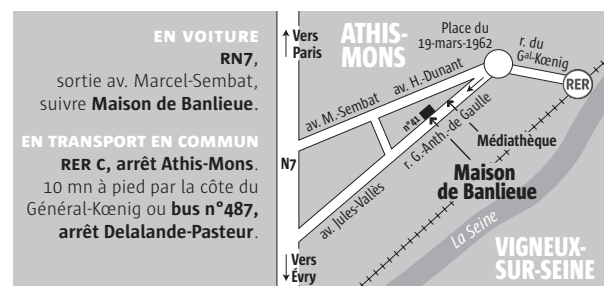 EN VOITURE
RN7,
sortie av. Marcel-Sembat,
suivre Maison de Banlieue.
EN TRANSPORT EN COMMUN
RER C, arrêt Athis-Mons.
10 mn à pied par la côte du
Général-Kœnig ou bus n°487,
arrêt Delalande-Pasteur.
Vers
Paris
ATHIS-
MONS
Place du
19-mars-1962
r. du
Gal-Kœnig
RER
av. M.-Sembat
av. H.-Dunant
n°41
r. G.-Anth.-de Gaulle
Médiathèque
Maison
de Banlieue
N7
av. Jules-Vallès
La Seine
VIGNEUX-
SUR-SEINE
Vers
Évry